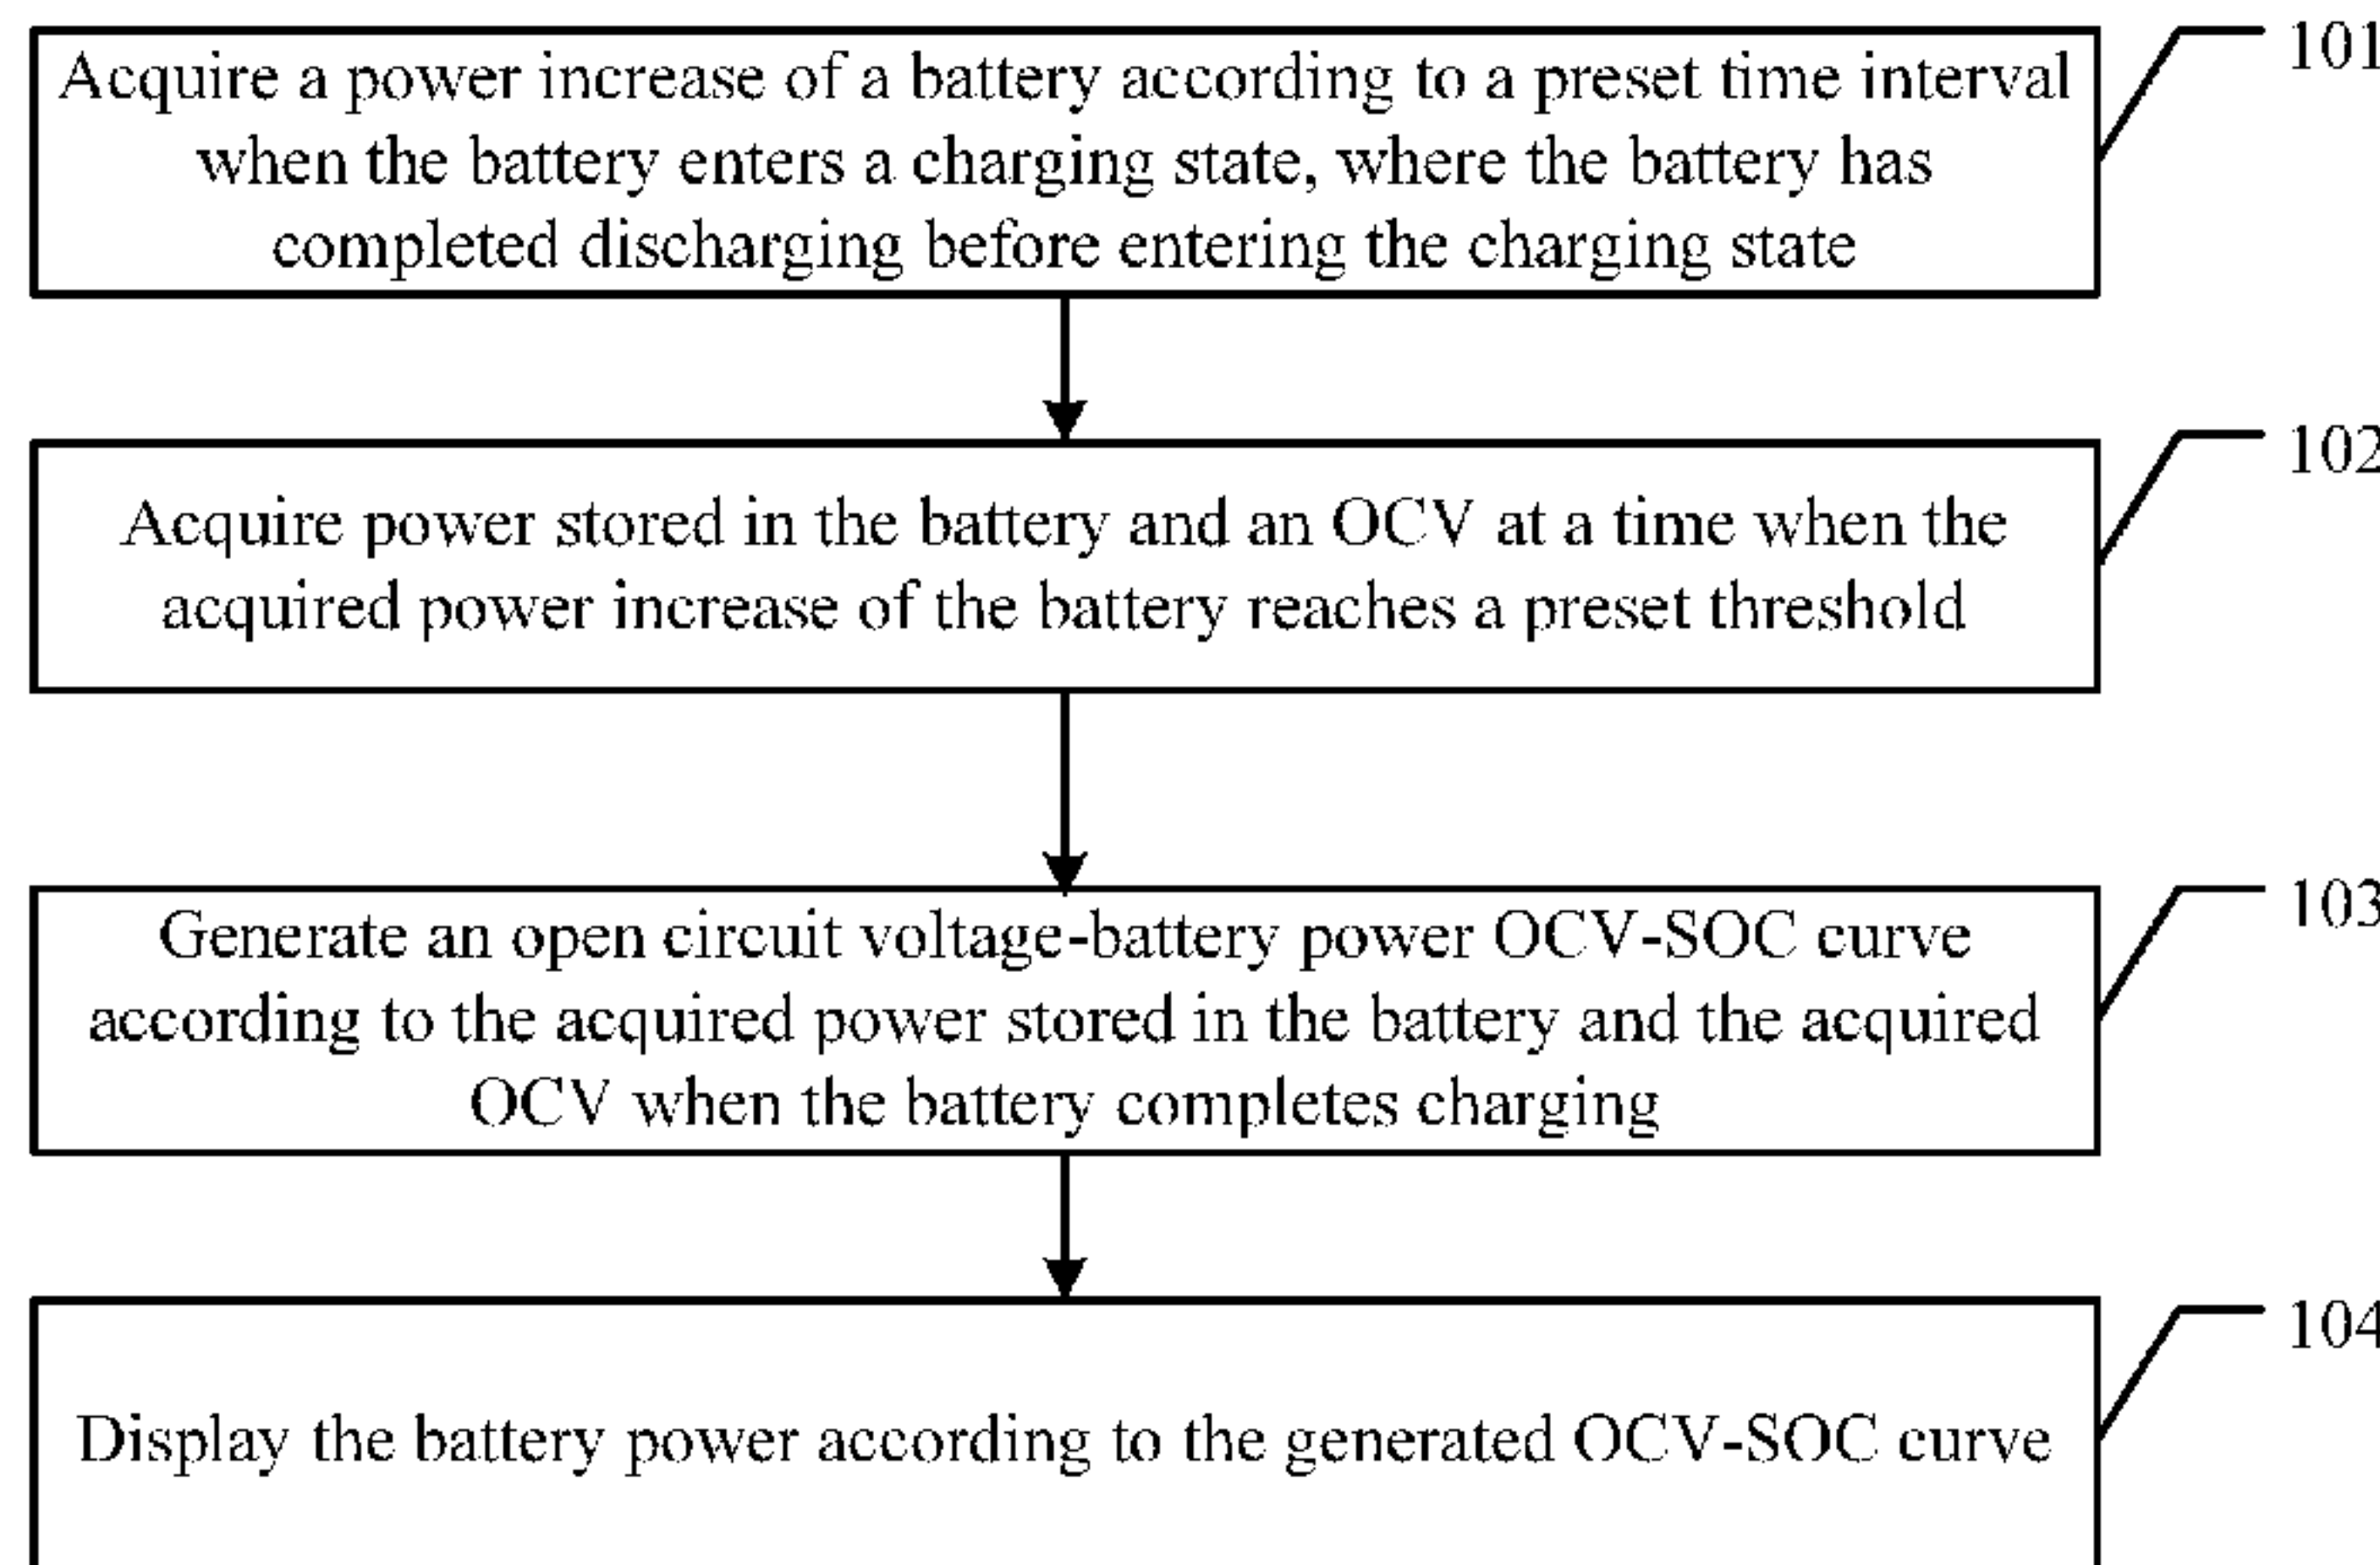 Acquire a power increase of a battery according to a preset time interval
when the battery enters a charging state, where the battery has
completed discharging before entering the charging state
101
Acquire power stored in the battery and an OCV at a time when the
acquired power increase of the battery reaches a preset threshold
102
Generate an open circuit voltage-battery power OCV-SOC curve
according to the acquired power stored in the battery and the acquired
OCV when the battery completes charging
103
Display the battery power according to the generated OCV-SOC curve
104